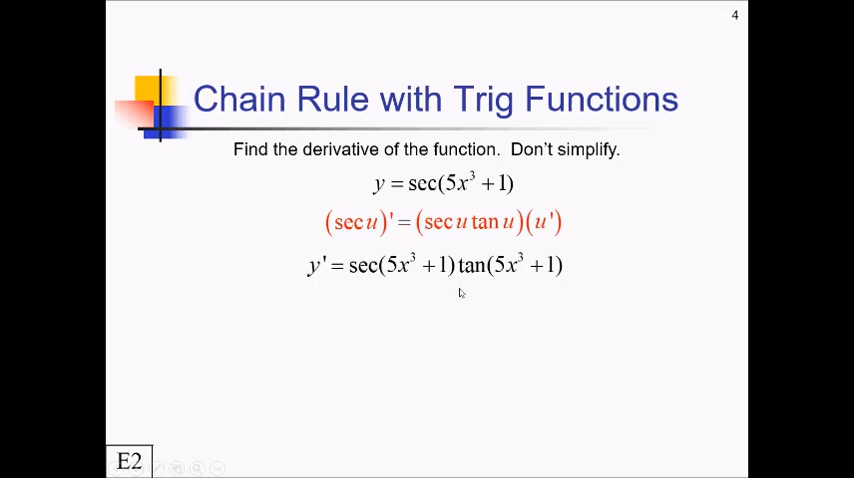 4
Chain Rule with Trig Functions
Find the derivative of the function. Don't simplify.
y = sec(5x³ + 1)
(sec u)' = (sec u tan u)(u')
y' = sec(5x³ + 1) tan(5x³ + 1)
E2